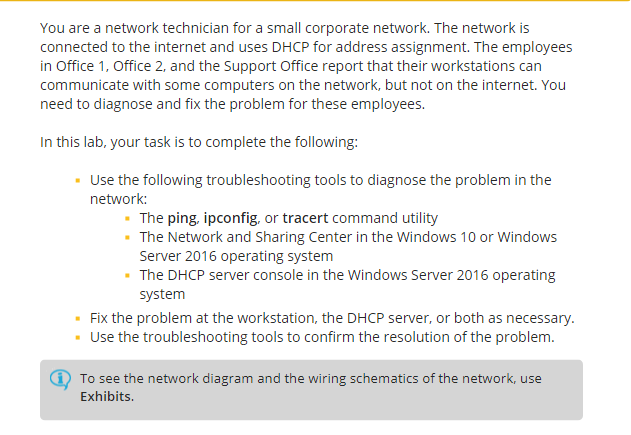 You are a network technician for a small corporate network. The network is
connected to the internet and uses DHCP for address assignment. The employees
in Office 1, Office 2, and the Support Office report that their workstations can
communicate with some computers on the network, but not on the internet. You
need to diagnose and fix the problem for these employees.
In this lab, your task is to complete the following:
Use the following troubleshooting tools to diagnose the problem in the
network:
The ping, ipconfig, or tracert command utility
The Network and Sharing Center in the Windows 10 or Windows
Server 2016 operating system
The DHCP server console in the Windows Server 2016 operating
system
Fix the problem at the workstation, the DHCP server, or both as necessary.
Use the troubleshooting tools to confirm the resolution of the problem.
To see the network diagram and the wiring schematics of the network, use
Exhibits.